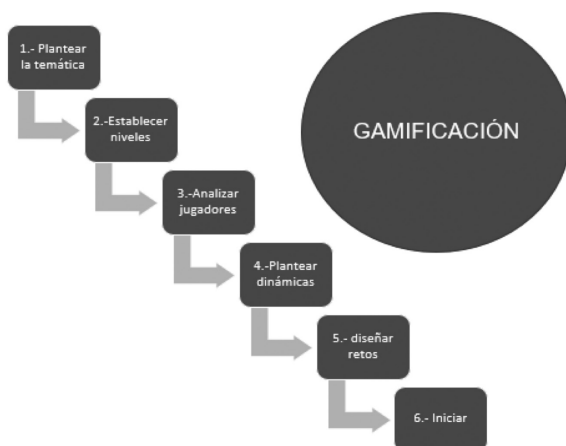 1.- Plantear
la temática
2.-Establecer
niveles
GAMIFICACIÓN
3.-Analizar
jugadores
4.-Plantear
dinámicas
5.- diseñar
retos
6.- Iniciar